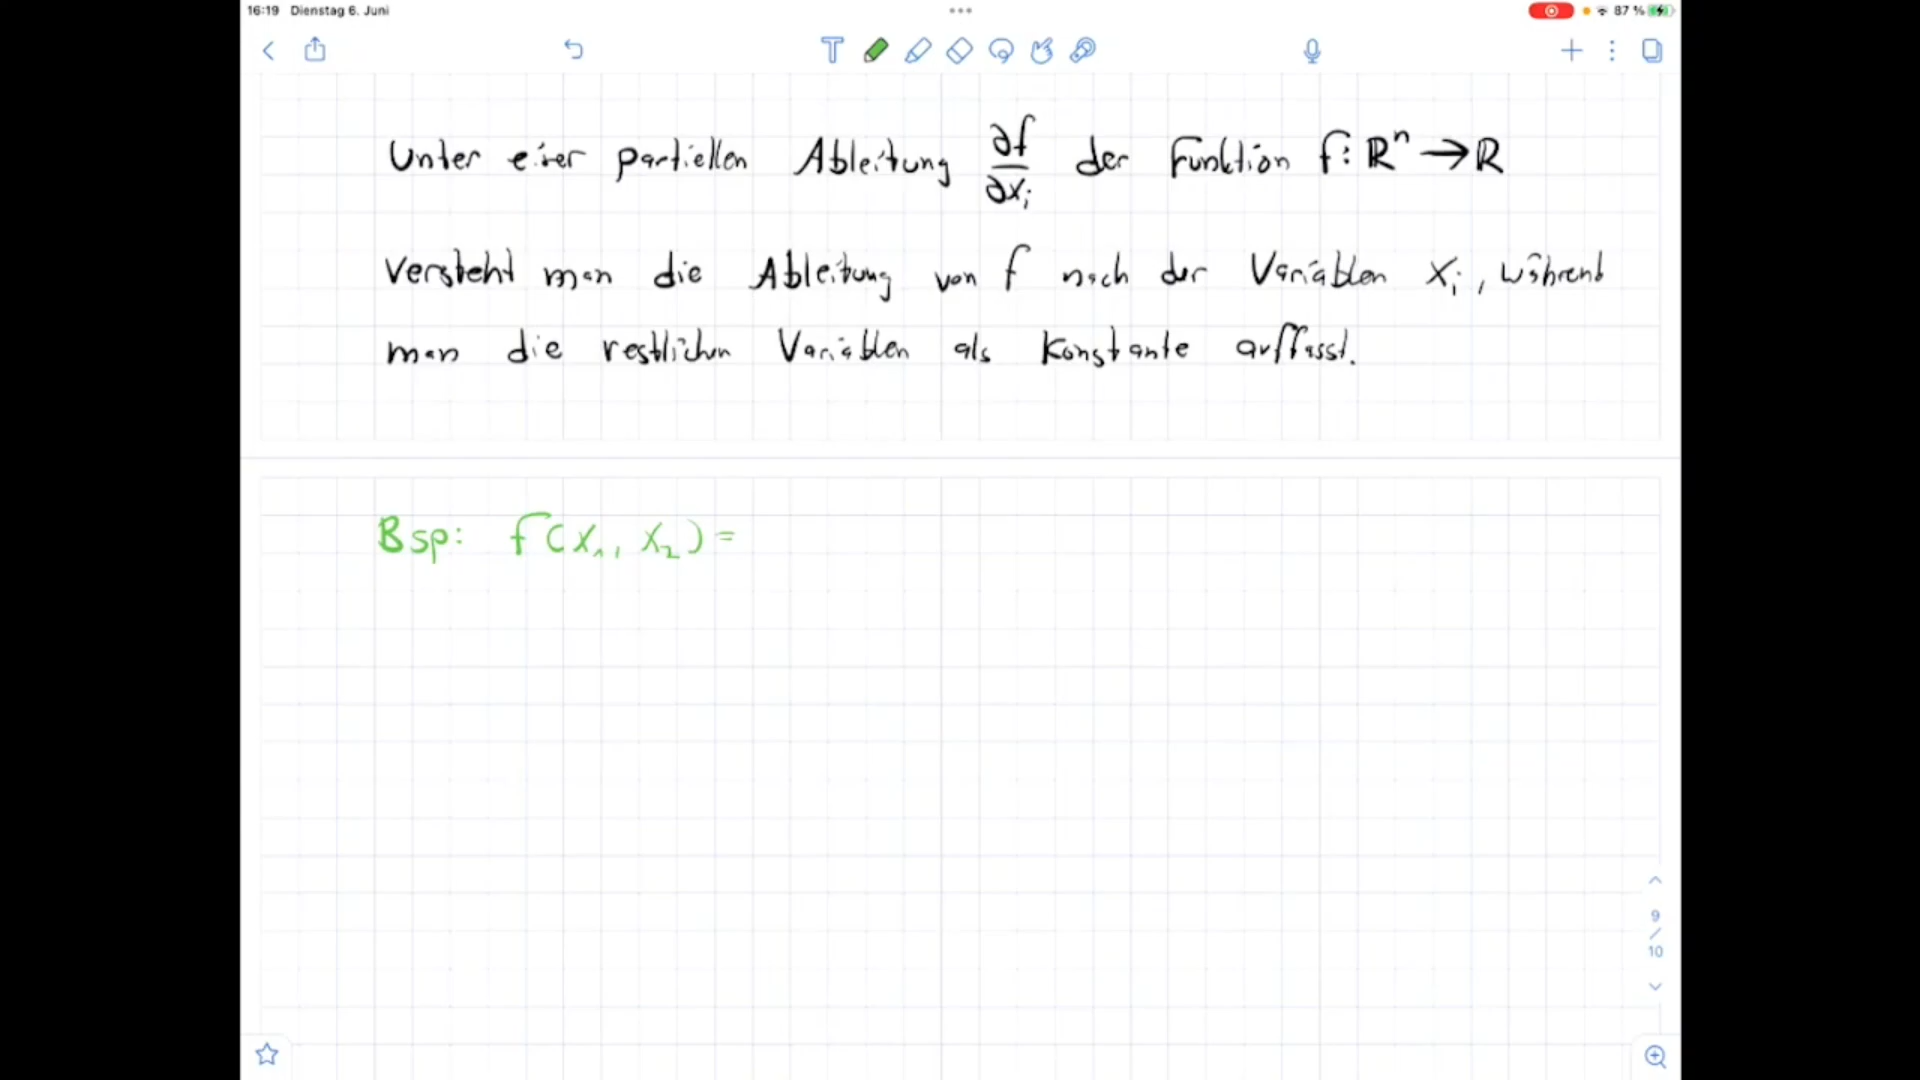 16:19 Dienstag 6. Juni
87 %
Unter einer partiellen Ableitung ∂f/∂xᵢ der Funktion f: ℝⁿ → ℝ
versteht man die Ableitung von f nach der Variablen xᵢ, während
man die restlichen Variablen als Konstante auffasst.
Bsp: f(x₁, x₂) =
9
/
10